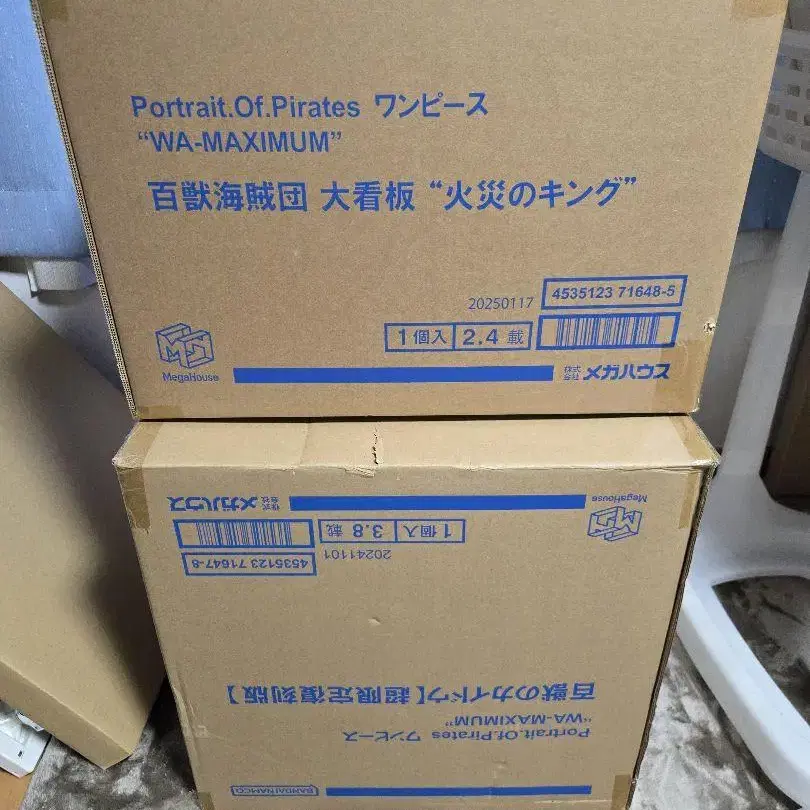 Portrait.Of.Pirates ワンピース
“WA-MAXIMUM”
百獣海賊団 大看板 “火災のキング”
20250117
4535123 71648-5
1個入 2.4 載
MegaHouse
株式会社 メガハウス
Portrait.Of.Pirates ワンピース
“WA-MAXIMUM”
百獣のカイドウ【超限定復刻版】
20241101
4535123 71647-8
1個入 3.8 載
MegaHouse
株式会社 メガハウス
BANDAI NAMCO